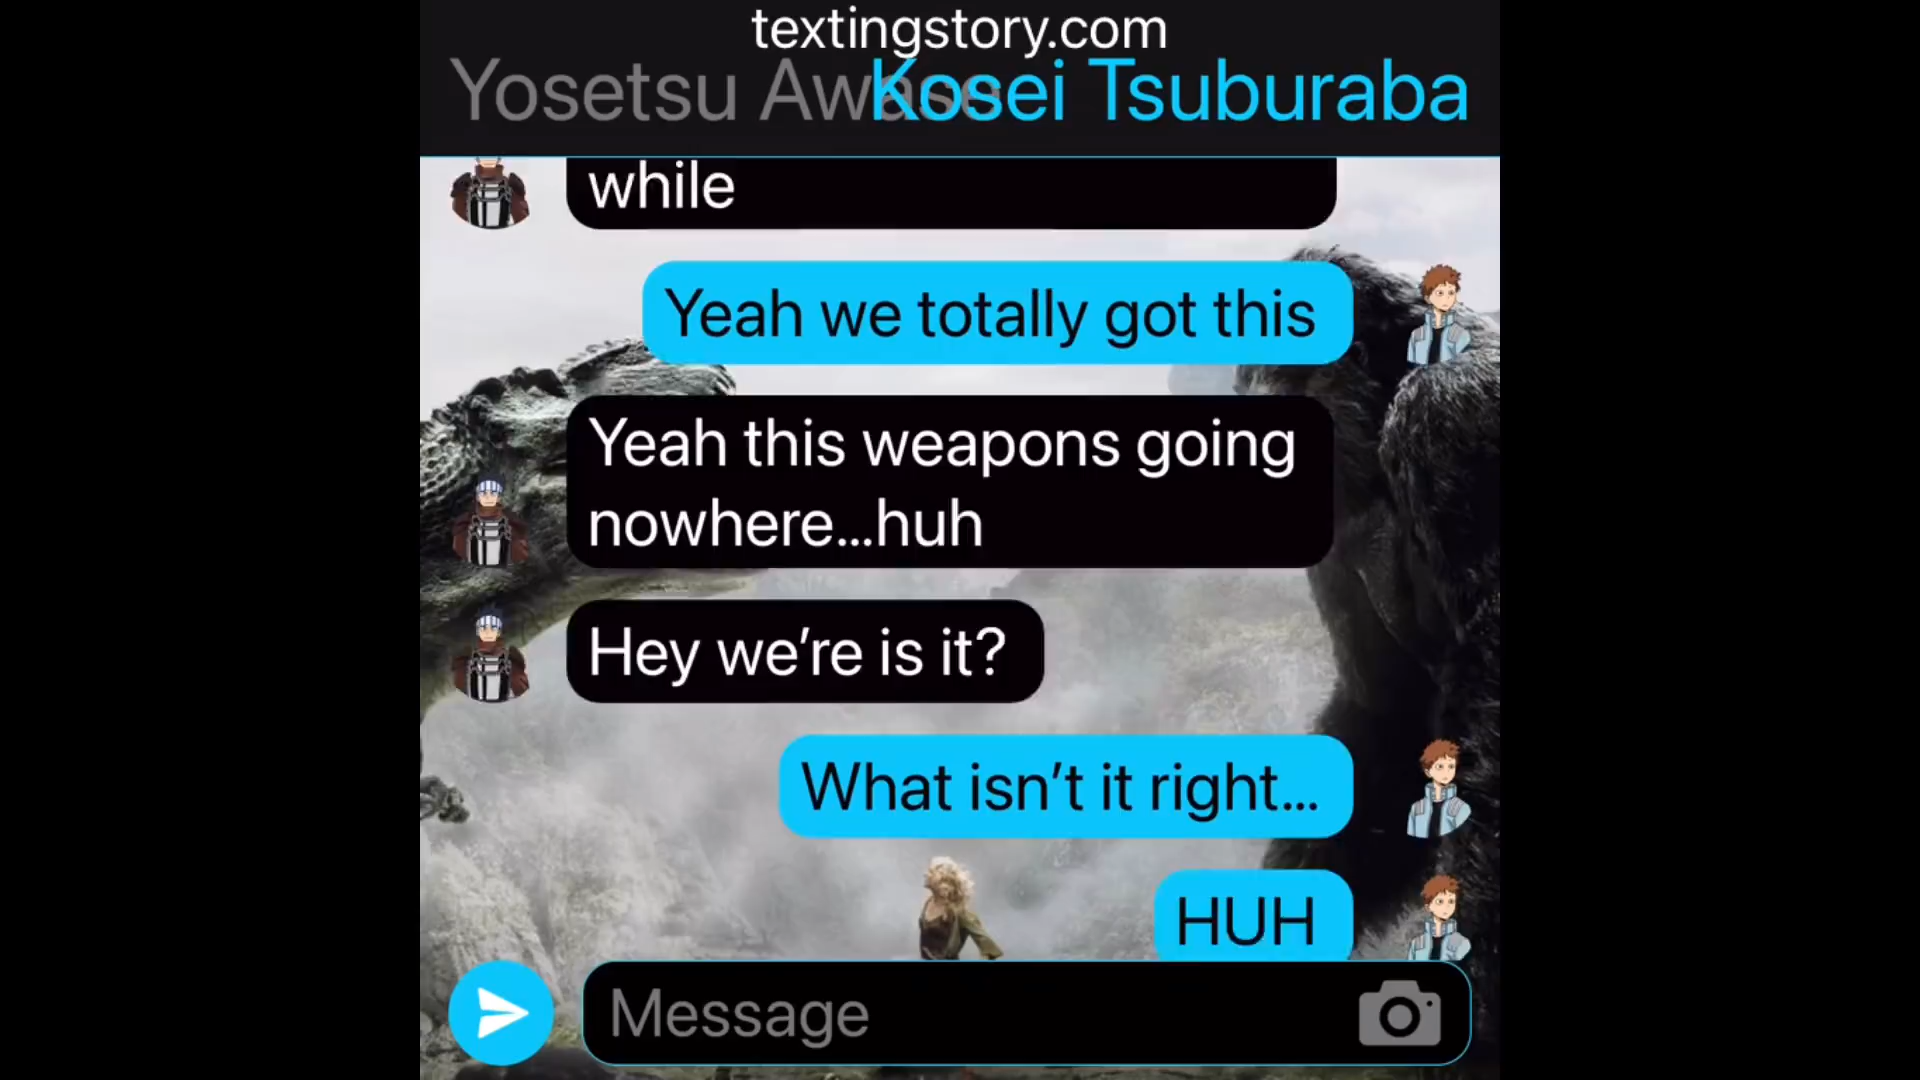 textingstory.com
Yosetsu Awase
Kosei Tsuburaba
while
Yeah we totally got this
Yeah this weapons going
nowhere...huh
Hey we’re is it?
What isn’t it right...
HUH
Message